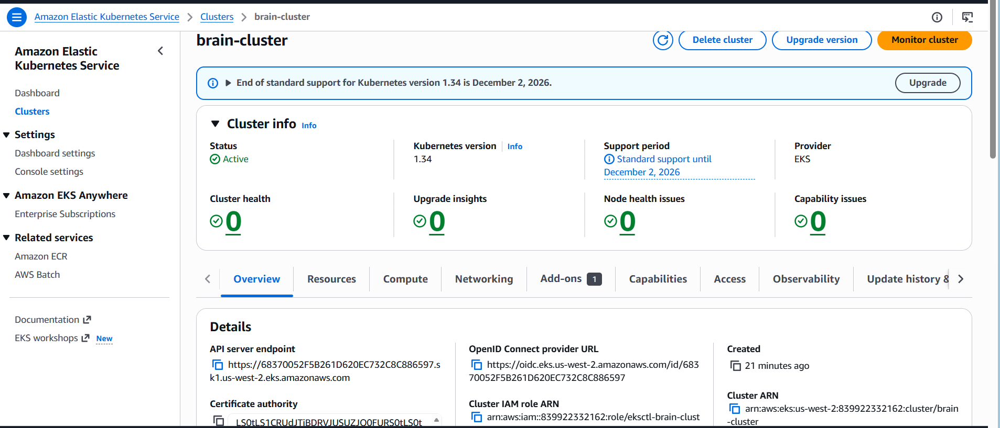 Amazon Elastic Kubernetes Service > Clusters > brain-cluster
Amazon Elastic
Kubernetes Service
Dashboard
Clusters
Settings
Dashboard settings
Console settings
Amazon EKS Anywhere
Enterprise Subscriptions
Related services
Amazon ECR
AWS Batch
Documentation
EKS workshops New
brain-cluster
Delete cluster
Upgrade version
Monitor cluster
End of standard support for Kubernetes version 1.34 is December 2, 2026.
Upgrade
Cluster info Info
Status
Active
Kubernetes version Info
1.34
Support period
Standard support until
December 2, 2026
Provider
EKS
Cluster health
0
Upgrade insights
0
Node health issues
0
Capability issues
0
Overview
Resources
Compute
Networking
Add-ons 1
Capabilities
Access
Observability
Update history &
Details
API server endpoint
https://68370052F5B261D620EC732C8C886597.s
k1.us-west-2.eks.amazonaws.com
Certificate authority
LS0tLS1CRUdJTiBDRVJUSUZJQ0FURS0tLS0t
OpenID Connect provider URL
https://oidc.eks.us-west-2.amazonaws.com/id/683
70052F5B261D620EC732C8C886597
Cluster IAM role ARN
arn:aws:iam::839922332162:role/eksctl-brain-clust
Created
21 minutes ago
Cluster ARN
arn:aws:eks:us-west-2:839922332162:cluster/brain
-cluster